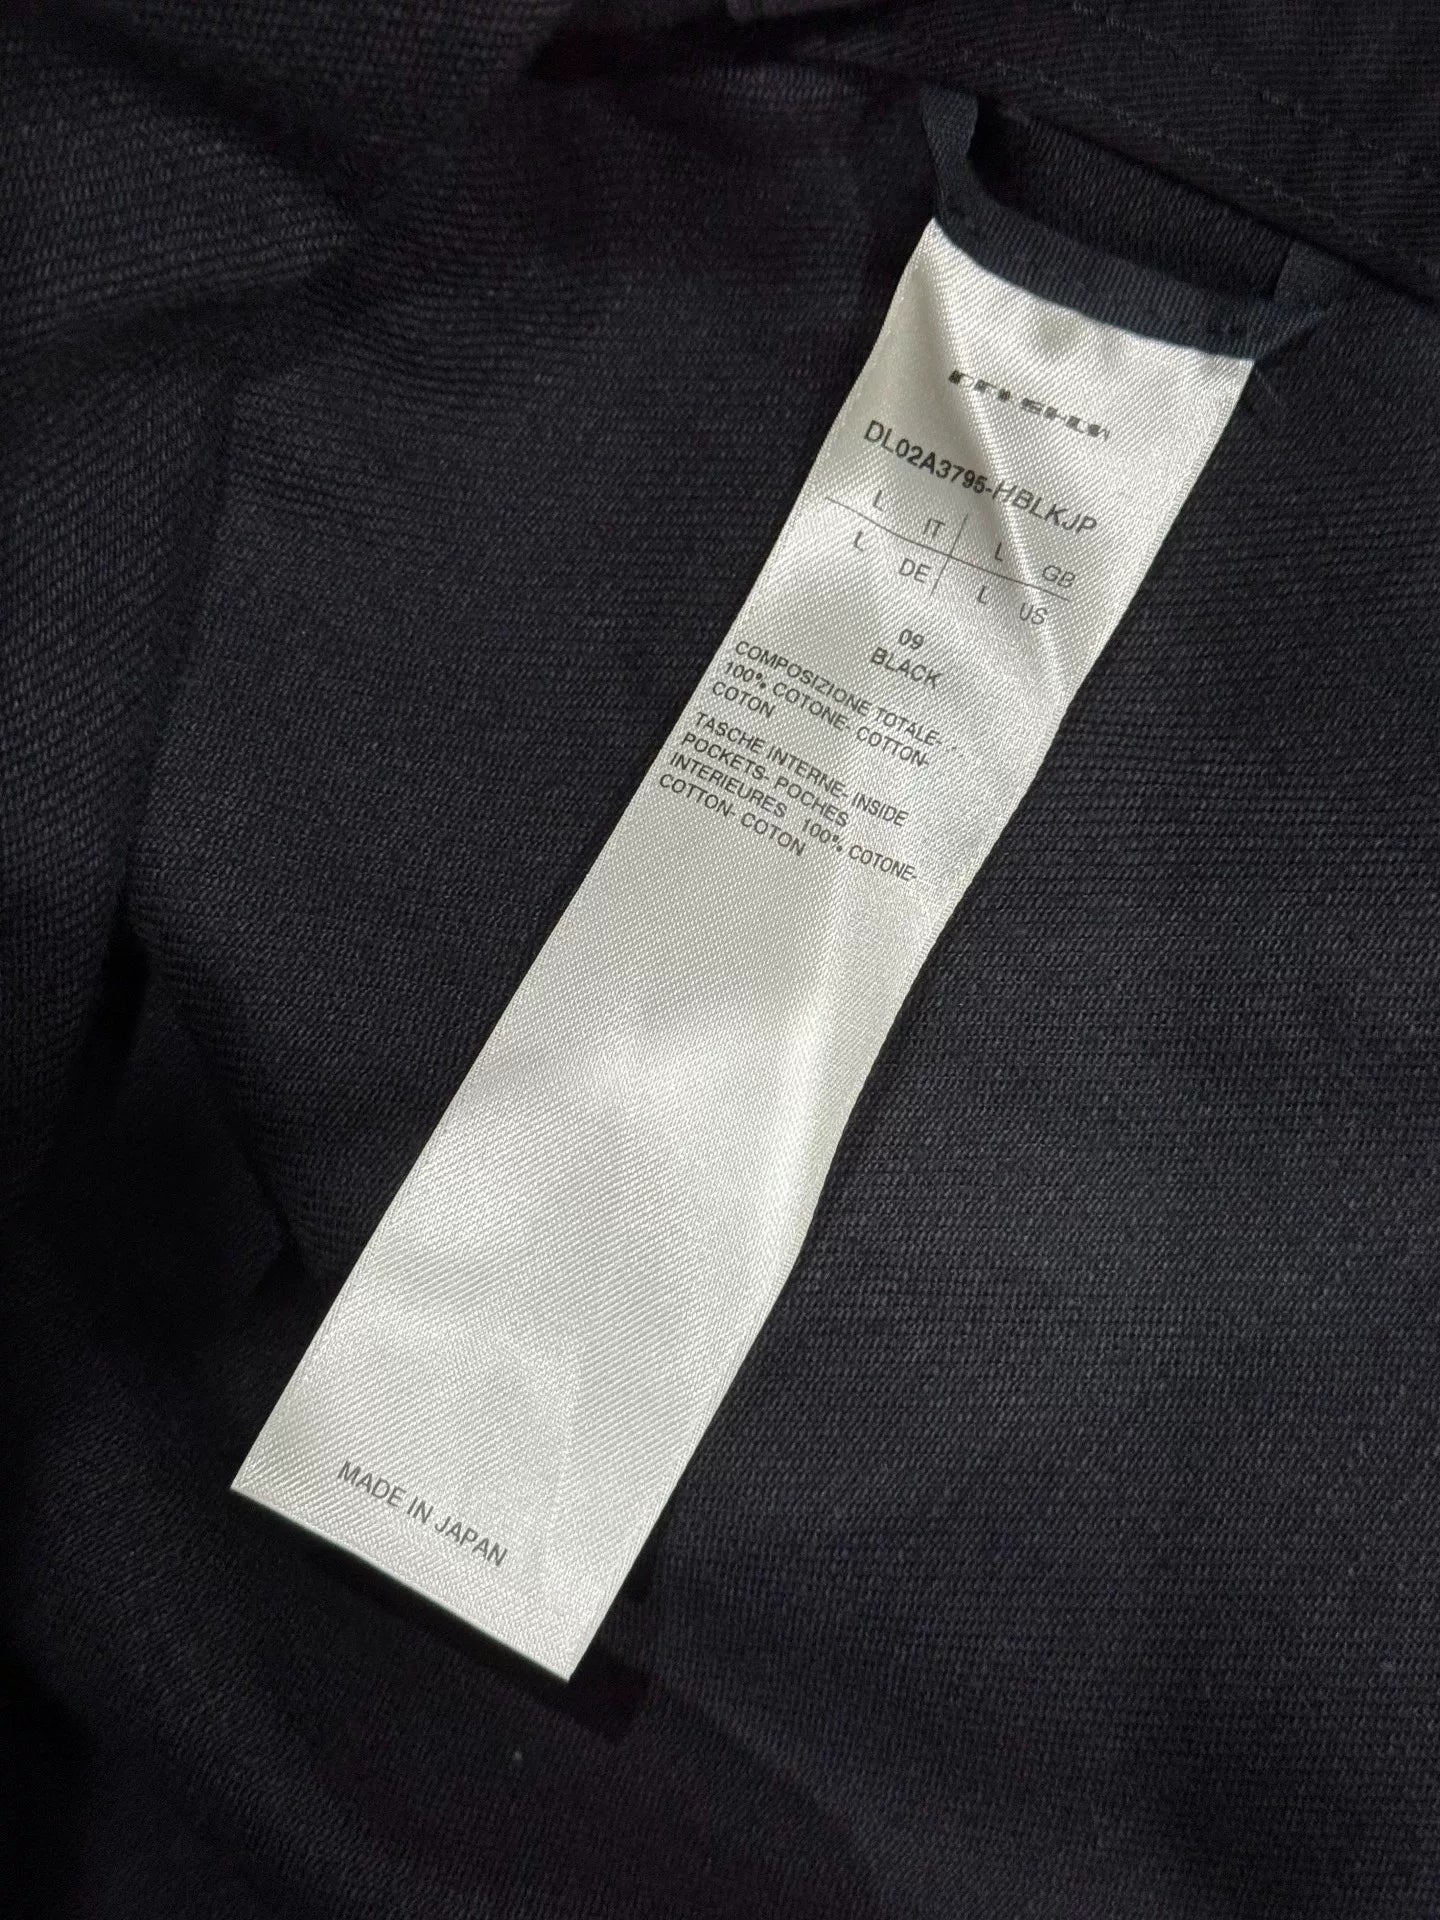 DL02A3795-HBLKJP
L IT L GB
L DE L US
09
BLACK
COMPOSIZIONE TOTALE-
100% COTONE- COTTON-
COTON
TASCHE INTERNE- INSIDE
POCKETS- POCHES
INTERIEURES 100% COTONE-
COTTON- COTON
MADE IN JAPAN